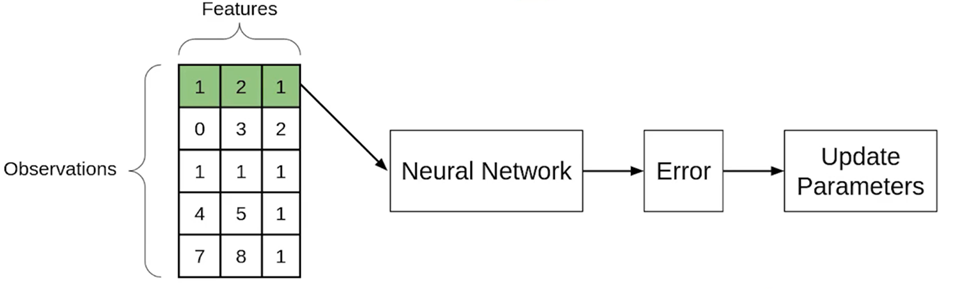 Features
1 2 1
0 3 2
Observations
1 1 1
4 5 1
7 8 1
Neural Network
Error
Update
Parameters